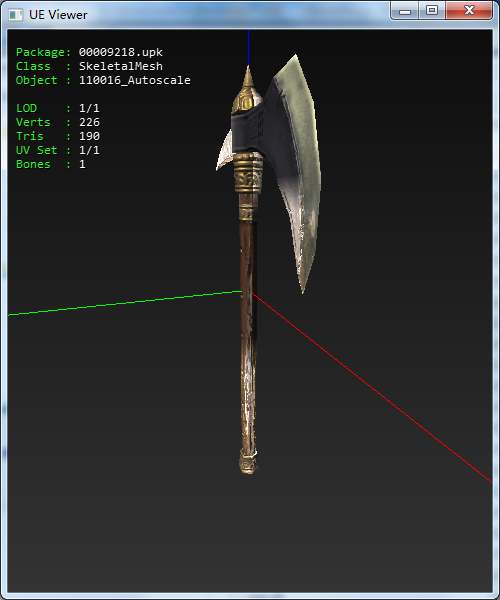 UE Viewer
Package: 00009218.upk
Class : SkeletalMesh
Object : 110016_Autoscale
LOD : 1/1
Verts : 226
Tris : 190
UV Set : 1/1
Bones : 1